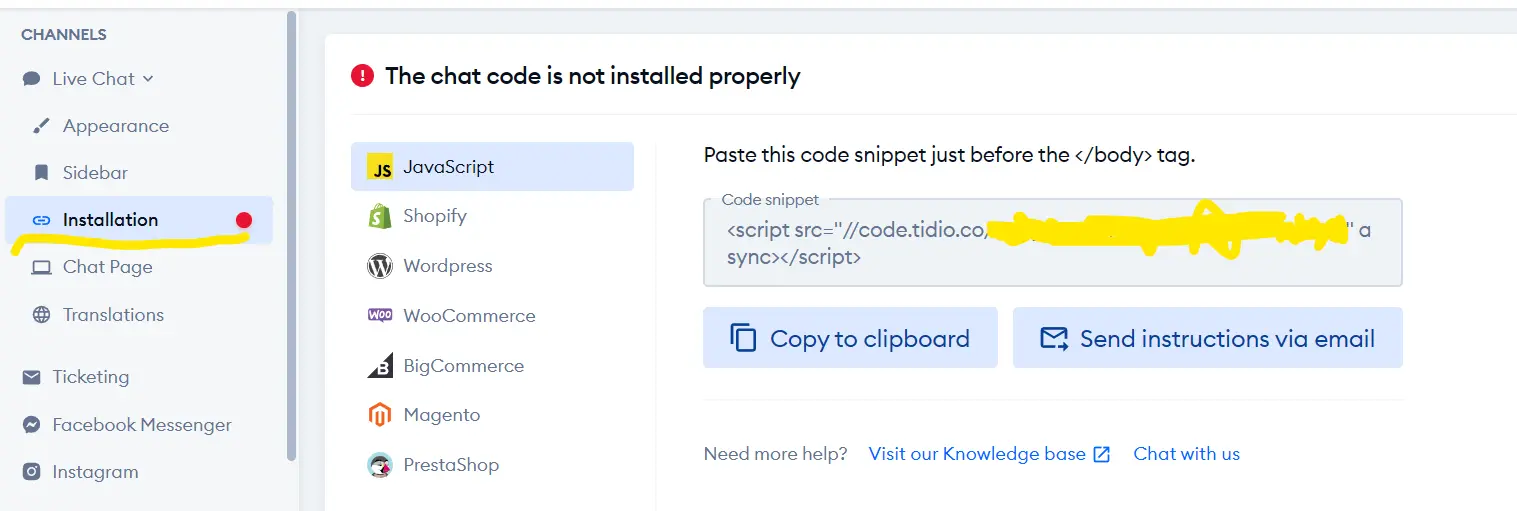 CHANNELS
Live Chat
Appearance
Sidebar
Installation
Chat Page
Translations
Ticketing
Facebook Messenger
Instagram
The chat code is not installed properly
JS JavaScript
Shopify
Wordpress
Woo WooCommerce
B BigCommerce
Magento
PrestaShop
Paste this code snippet just before the </body> tag.
Code snippet
<script src="//code.tidio.co/ " a
sync></script>
Copy to clipboard
Send instructions via email
Need more help? Visit our Knowledge base Chat with us